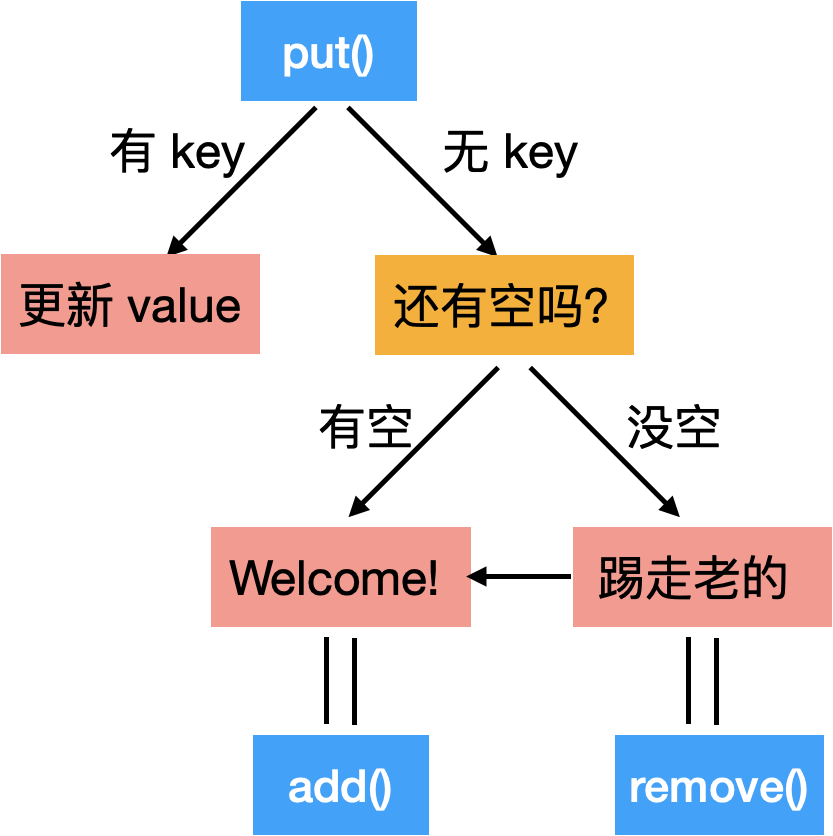 put()
有 key
无 key
更新 value
还有空吗?
有空
没空
Welcome!
踢走老的
add()
remove()